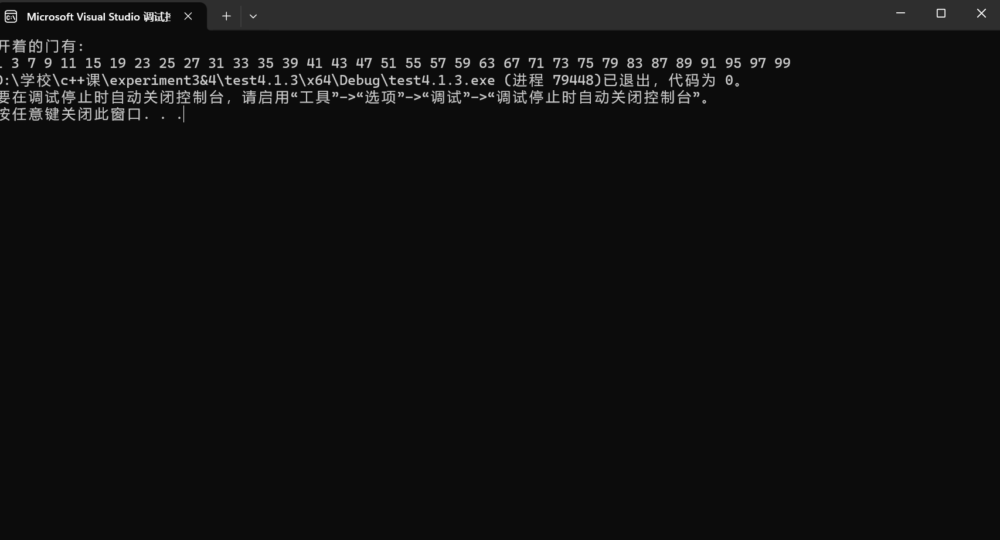 Microsoft Visual Studio 调试控
开着的门有:
1 3 7 9 11 15 19 23 25 27 31 33 35 39 41 43 47 51 55 57 59 63 67 71 73 75 79 83 87 89 91 95 97 99
D:\学校\c++课\experiment3&4\test4.1.3\x64\Debug\test4.1.3.exe (进程 79448)已退出，代码为 0。
要在调试停止时自动关闭控制台，请启用“工具”->“选项”->“调试”->“调试停止时自动关闭控制台”。
按任意键关闭此窗口. . .